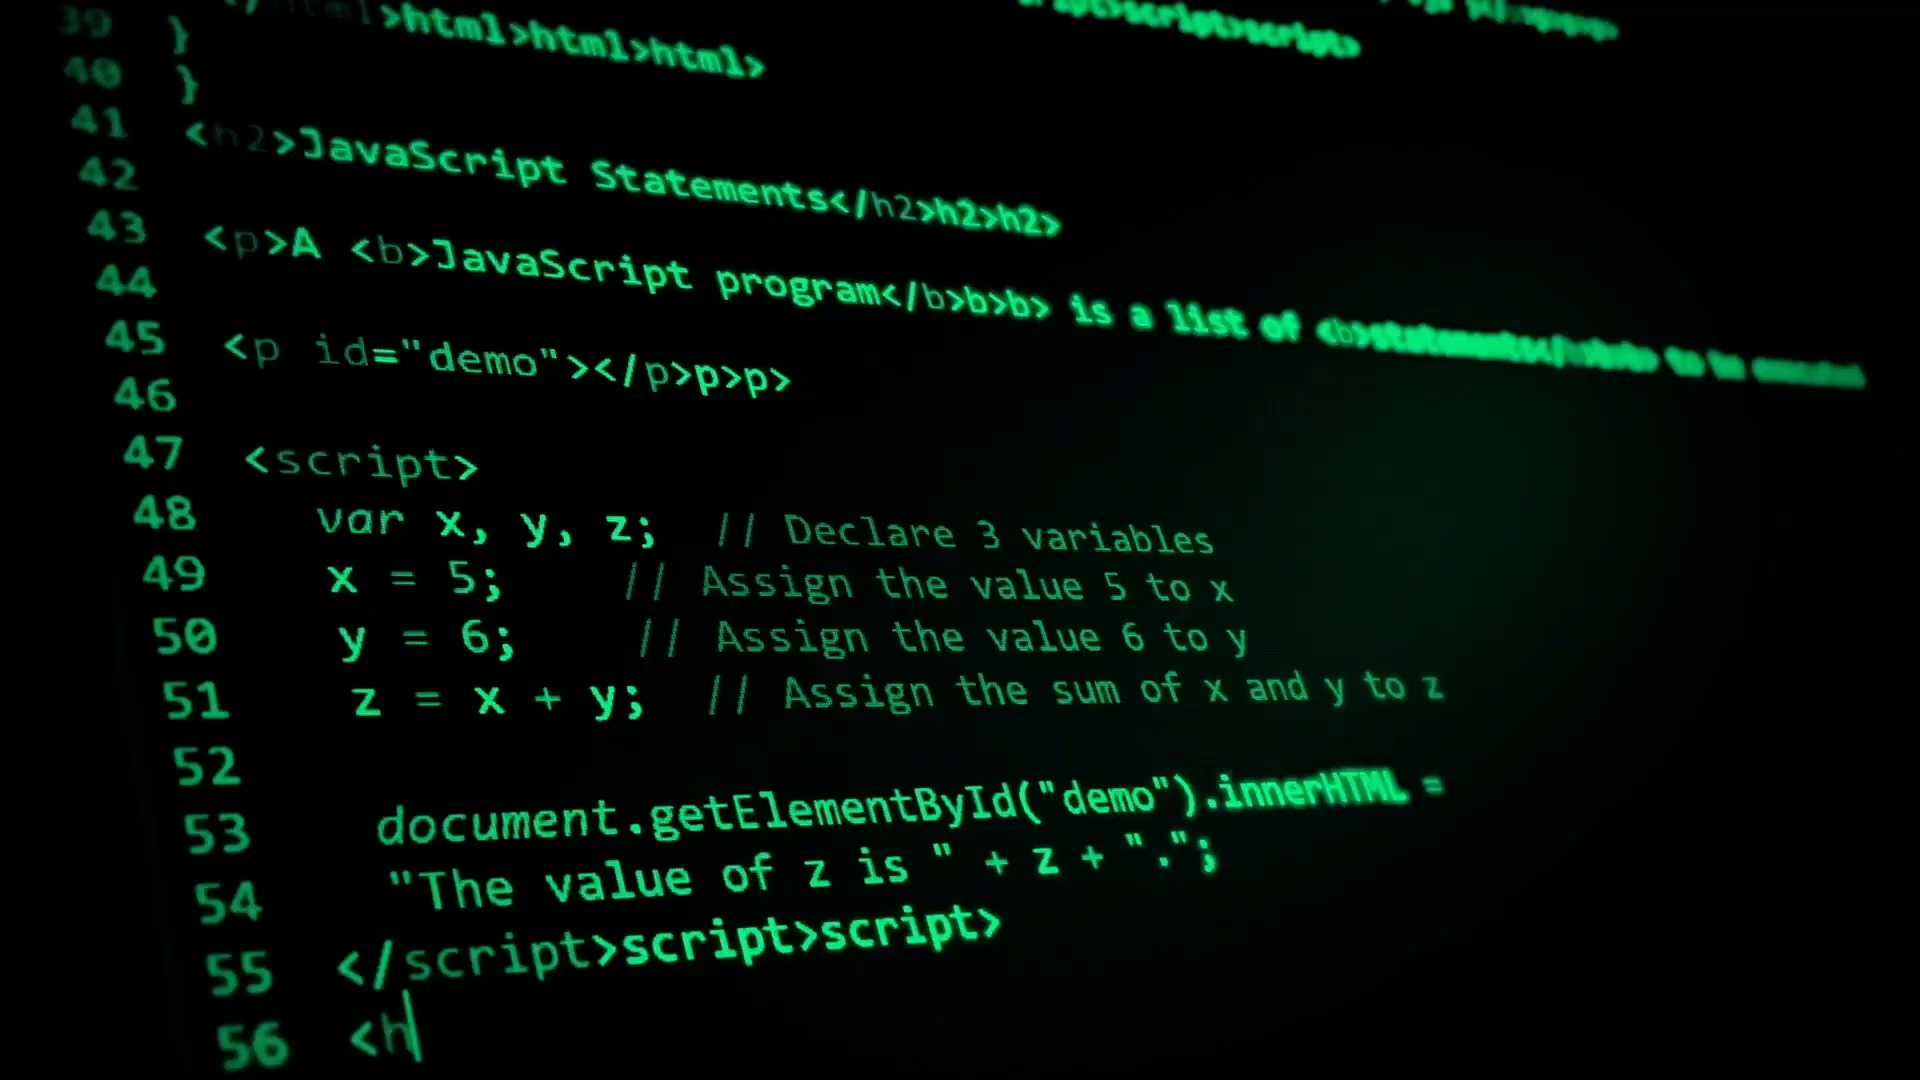 >html>html>html>
script>script>
39 }
40 }
41 <h2>JavaScript Statements</h2>h2>h2>
42
43 <p>A <b>JavaScript program</b>b>b> is a list of <b>statements</
44
45 <p id="demo"></p>p>p>
46
47 <script>
48 var x, y, z; // Declare 3 variables
49 x = 5; // Assign the value 5 to x
50 y = 6; // Assign the value 6 to y
51 z = x + y; // Assign the sum of x and y to z
52
53 document.getElementById("demo").innerHTML =
54 "The value of z is " + z + ".";
55 </script>script>script>
56 <h